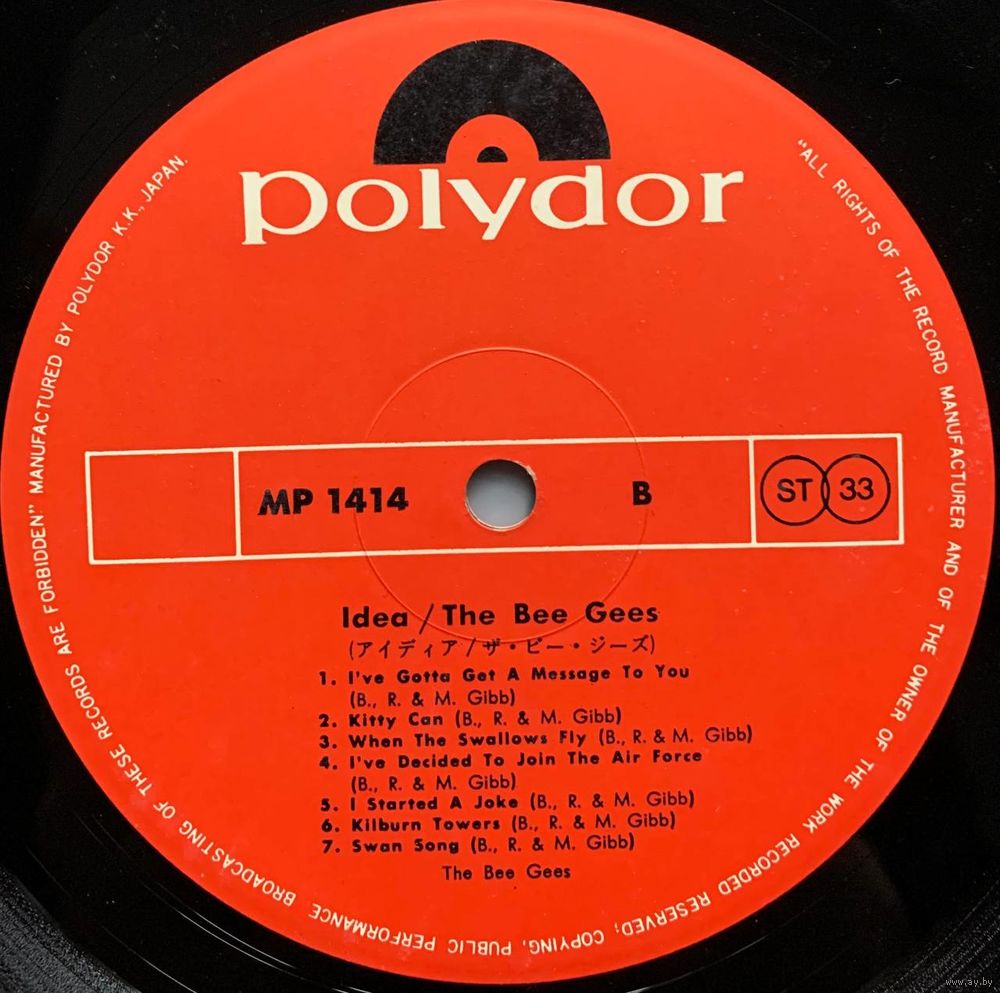 polydor
MP 1414
B
ST 33
Idea / The Bee Gees
(アイディア/ザ・ビー・ジーズ)
1. I've Gotta Get A Message To You
(B., R. & M. Gibb)
2. Kitty Can (B., R. & M. Gibb)
3. When The Swallows Fly (B., R. & M. Gibb)
4. I've Decided To Join The Air Force
(B., R. & M. Gibb)
5. I Started A Joke (B., R. & M. Gibb)
6. Kilburn Towers (B., R. & M. Gibb)
7. Swan Song (B., R. & M. Gibb)
The Bee Gees
"ALL RIGHTS OF THE RECORD MANUFACTURER AND OF THE OWNER OF THE WORK RECORDED RESERVED; COPYING, PUBLIC PERFORMANCE BROADCASTING OF THESE RECORDS ARE FORBIDDEN" MANUFACTURED BY POLYDOR K.K., JAPAN.
www.ay.by